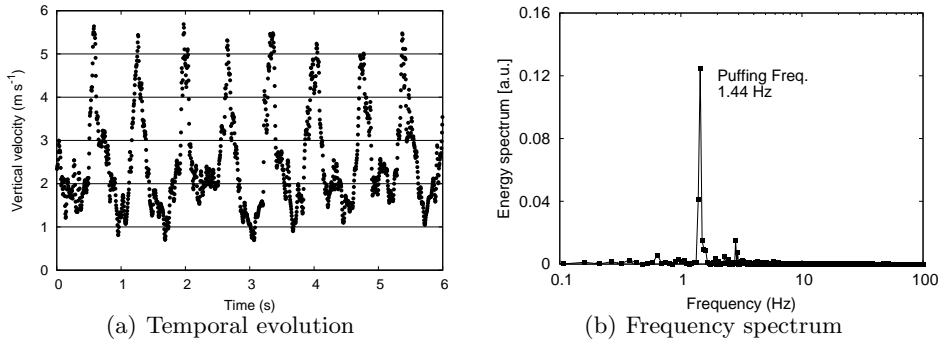 6
5
4
3
2
1
0
Vertical velocity (m s-1)
0 1 2 3 4 5 6
Time (s)
(a) Temporal evolution
0.16
0.12
0.08
0.04
0
Energy spectrum [a.u.]
Puffing Freq.
1.44 Hz
0.1 1 10 100
Frequency (Hz)
(b) Frequency spectrum